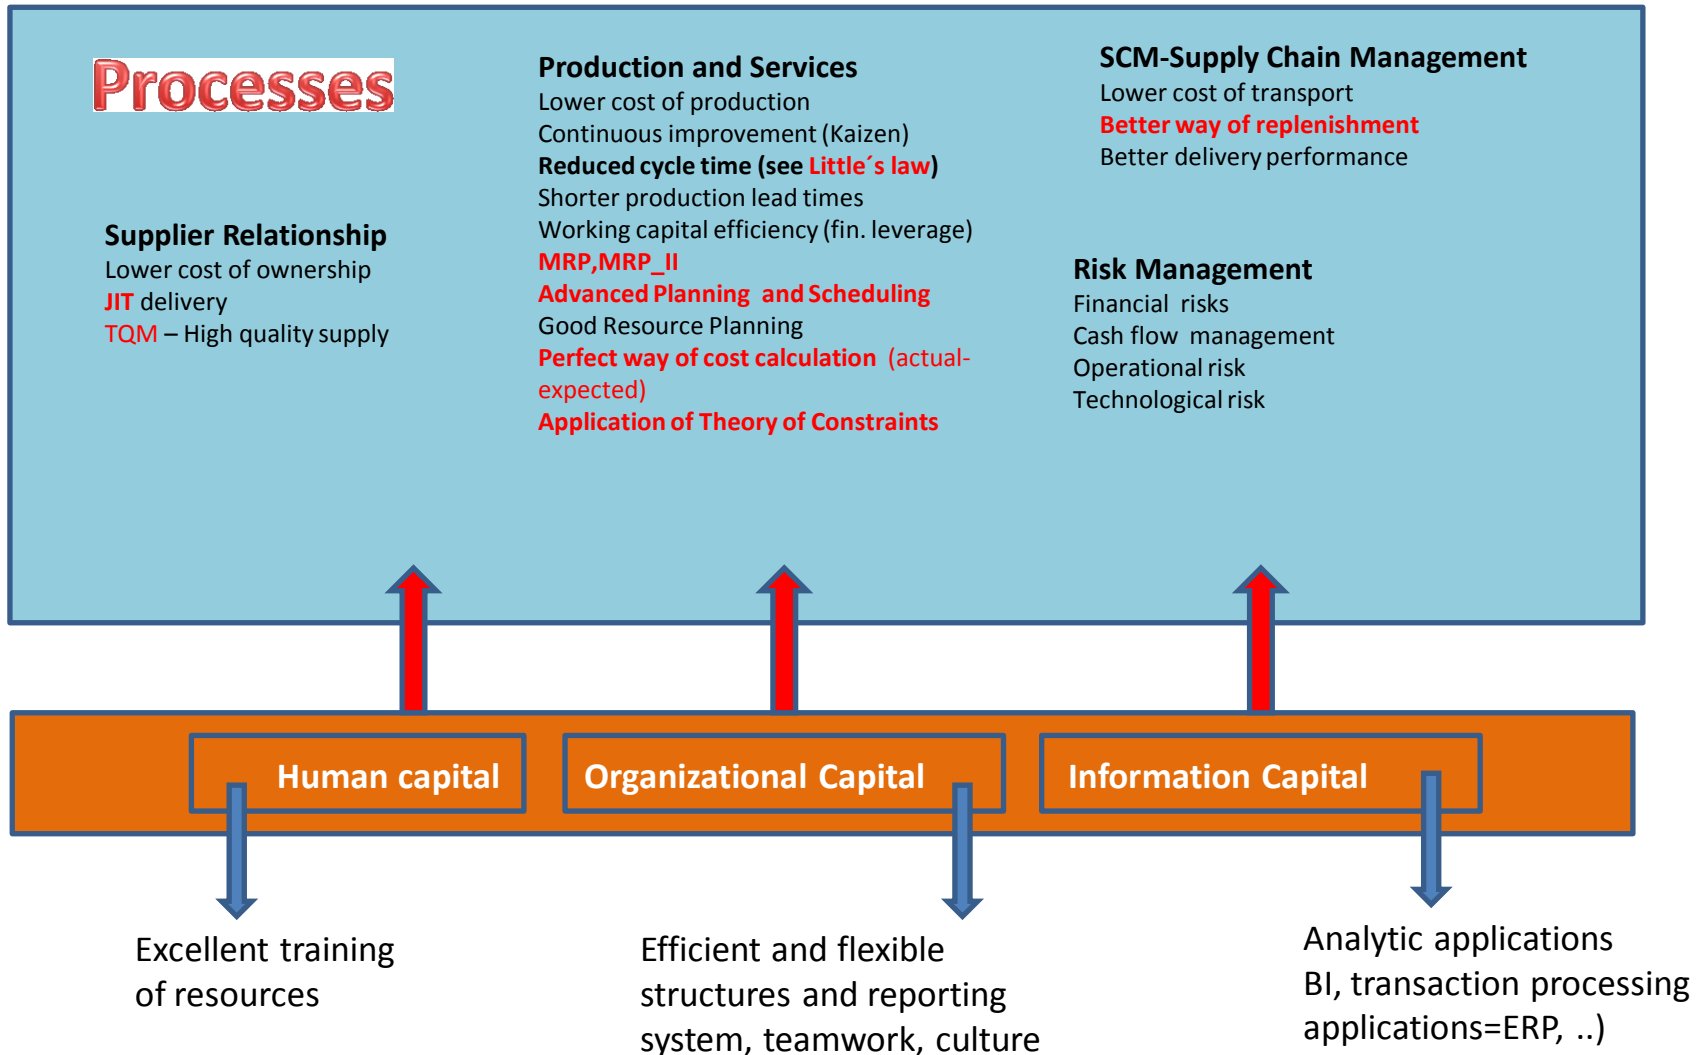 Processes
Supplier Relationship
Lower cost of ownership
JIT delivery
TQM – High quality supply
Production and Services
Lower cost of production
Continuous improvement (Kaizen)
Reduced cycle time (see Little´s law)
Shorter production lead times
Working capital efficiency (fin. leverage)
MRP,MRP_II
Advanced Planning and Scheduling
Good Resource Planning
Perfect way of cost calculation (actual-
expected)
Application of Theory of Constraints
SCM-Supply Chain Management
Lower cost of transport
Better way of replenishment
Better delivery performance
Risk Management
Financial risks
Cash flow management
Operational risk
Technological risk
Human capital
Organizational Capital
Information Capital
Excellent training
of resources
Efficient and flexible
structures and reporting
system, teamwork, culture
Analytic applications
BI, transaction processing
applications=ERP, ..)